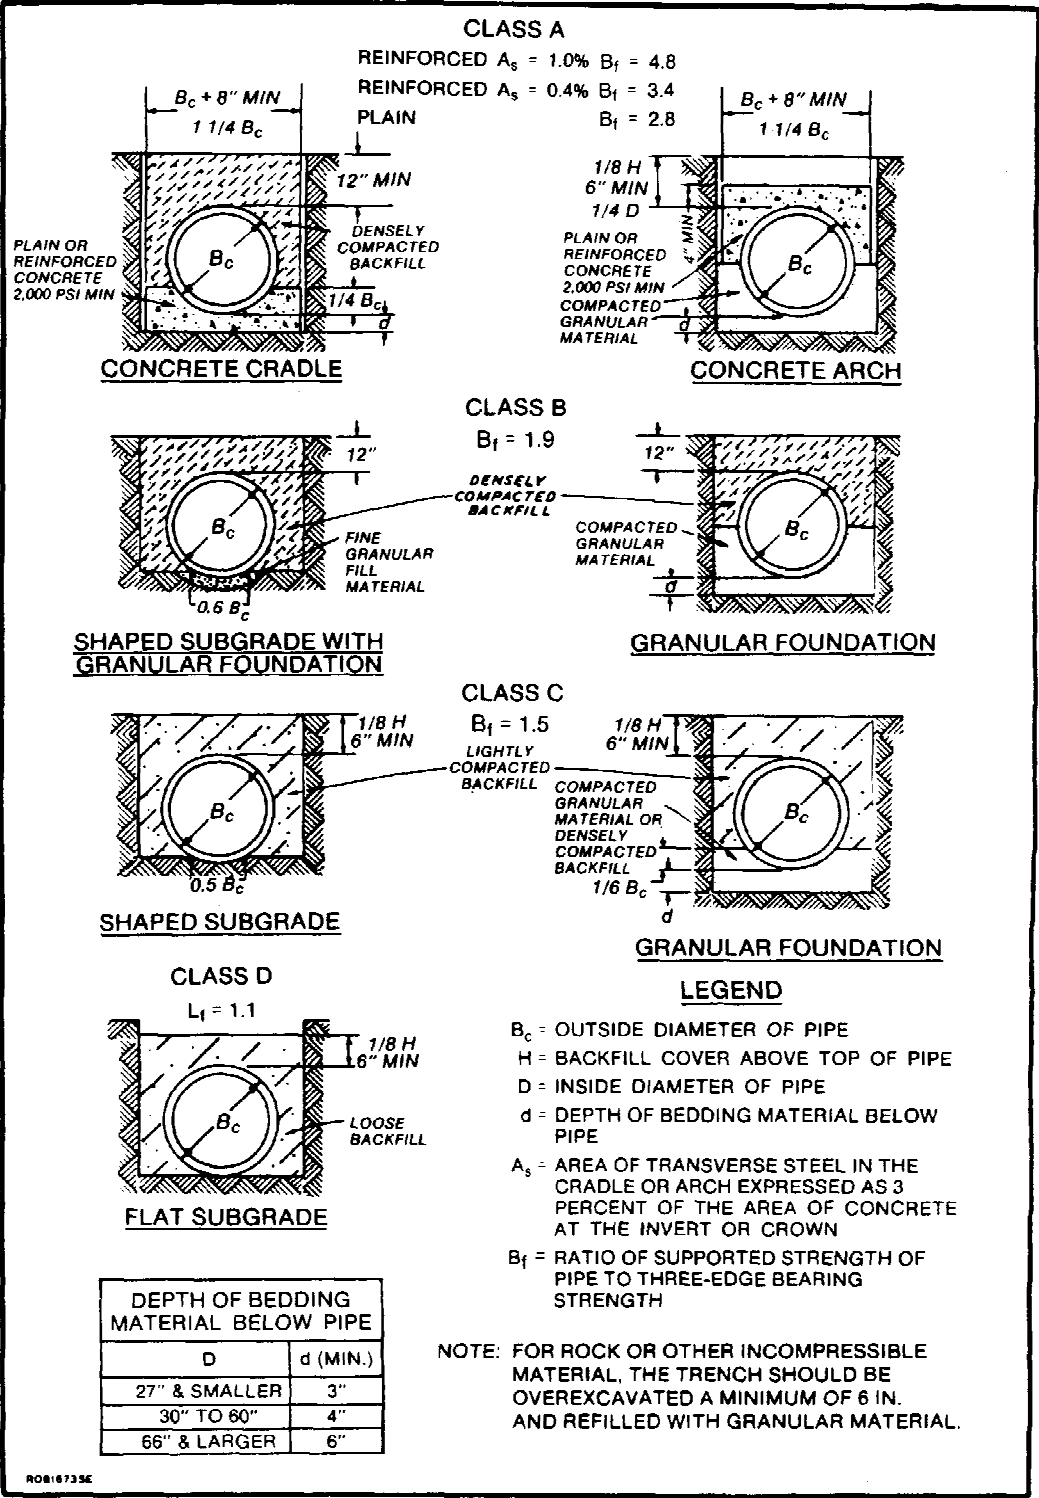 CLASS A
REINFORCED As = 1.0% Bf = 4.8
REINFORCED As = 0.4% Bf = 3.4
PLAIN Bf = 2.8
Bc + 8" MIN
1 1/4 Bc
12" MIN
DENSELY
COMPACTED
BACKFILL
Bc
PLAIN OR
REINFORCED
CONCRETE
2,000 PSI MIN
1/4 Bc
d
CONCRETE CRADLE
Bc + 8" MIN
1 1/4 Bc
1/8 H
6" MIN
1/4 D
4" MIN
PLAIN OR
REINFORCED
CONCRETE
2,000 PSI MIN
COMPACTED
GRANULAR
MATERIAL
Bc
d
CONCRETE ARCH
CLASS B
Bf = 1.9
12"
DENSELY
COMPACTED
BACKFILL
Bc
FINE
GRANULAR
FILL
MATERIAL
0.6 Bc
SHAPED SUBGRADE WITH
GRANULAR FOUNDATION
12"
COMPACTED
GRANULAR
MATERIAL
Bc
d
GRANULAR FOUNDATION
CLASS C
Bf = 1.5
1/8 H
6" MIN
LIGHTLY
COMPACTED
BACKFILL
Bc
0.5 Bc
SHAPED SUBGRADE
1/8 H
6" MIN
COMPACTED
GRANULAR
MATERIAL OR
DENSELY
COMPACTED
BACKFILL
Bc
1/6 Bc
d
GRANULAR FOUNDATION
CLASS D
Lf = 1.1
1/8 H
6" MIN
Bc
LOOSE
BACKFILL
FLAT SUBGRADE
LEGEND
Bc = OUTSIDE DIAMETER OF PIPE
H = BACKFILL COVER ABOVE TOP OF PIPE
D = INSIDE DIAMETER OF PIPE
d = DEPTH OF BEDDING MATERIAL BELOW
PIPE
As = AREA OF TRANSVERSE STEEL IN THE
CRADLE OR ARCH EXPRESSED AS 3
PERCENT OF THE AREA OF CONCRETE
AT THE INVERT OR CROWN
Bf = RATIO OF SUPPORTED STRENGTH OF
PIPE TO THREE-EDGE BEARING
STRENGTH
DEPTH OF BEDDING
MATERIAL BELOW PIPE
D d (MIN.)
27" & SMALLER 3"
30" TO 60" 4"
66" & LARGER 6"
NOTE: FOR ROCK OR OTHER INCOMPRESSIBLE
MATERIAL, THE TRENCH SHOULD BE
OVEREXCAVATED A MINIMUM OF 6 IN.
AND REFILLED WITH GRANULAR MATERIAL.